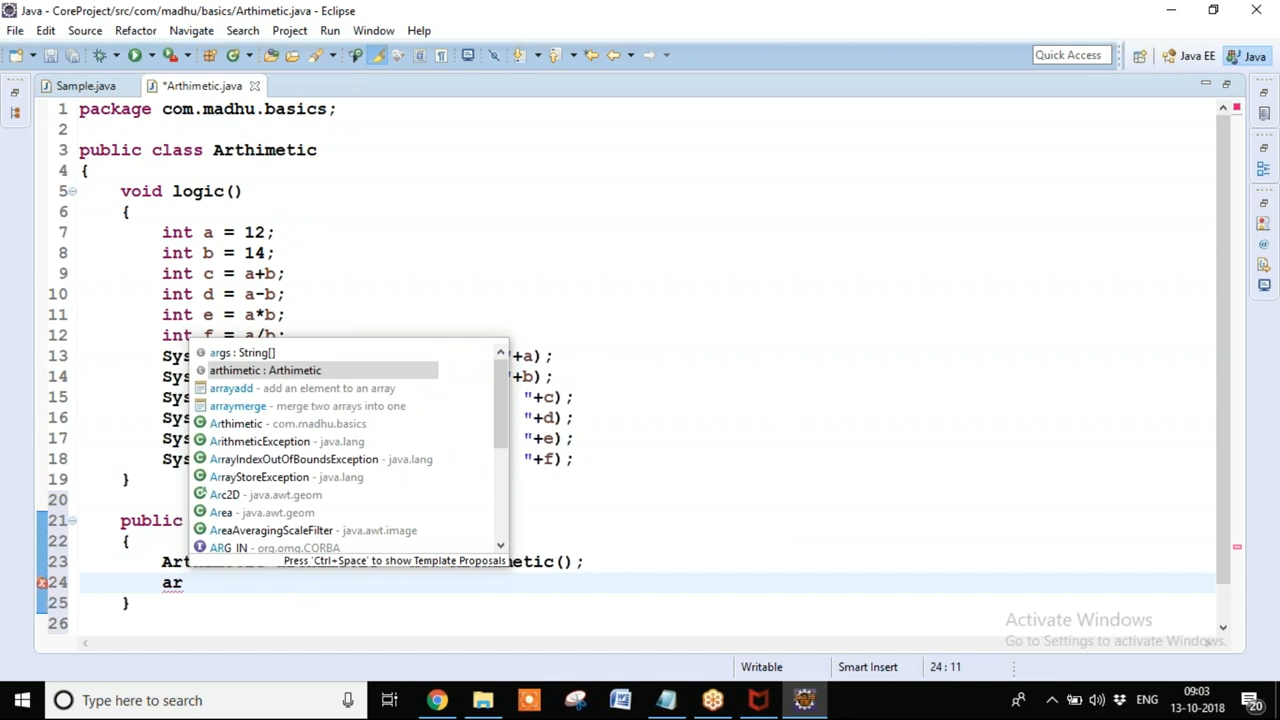 Java - CoreProject/src/com/madhu/basics/Arthimetic.java - Eclipse
File Edit Source Refactor Navigate Search Project Run Window Help
Quick Access Java EE Java
Sample.java *Arthimetic.java
1 package com.madhu.basics;
2
3 public class Arthimetic
4 {
5 void logic()
6 {
7 int a = 12;
8 int b = 14;
9 int c = a+b;
10 int d = a-b;
11 int e = a*b;
12 int f = a/b;
13 Sys "+a);
14 Sys "+b);
15 Sys "+c);
16 Sys "+d);
17 Sys "+e);
18 Sys "+f);
19 }
20
21 public
22 {
23 Art metic();
24 ar
25 }
26
args : String[]
arthimetic : Arthimetic
arrayadd - add an element to an array
arraymerge - merge two arrays into one
Arthimetic - com.madhu.basics
ArithmeticException - java.lang
ArrayIndexOutOfBoundsException - java.lang
ArrayStoreException - java.lang
Arc2D - java.awt.geom
Area - java.awt.geom
AreaAveragingScaleFilter - java.awt.image
ARG_IN - org.omg.CORBA
Press 'Ctrl+Space' to show Template Proposals
Activate Windows
Go to Settings to activate Windows.
Writable Smart Insert 24 : 11
Type here to search ENG 09:03
13-10-2018 20